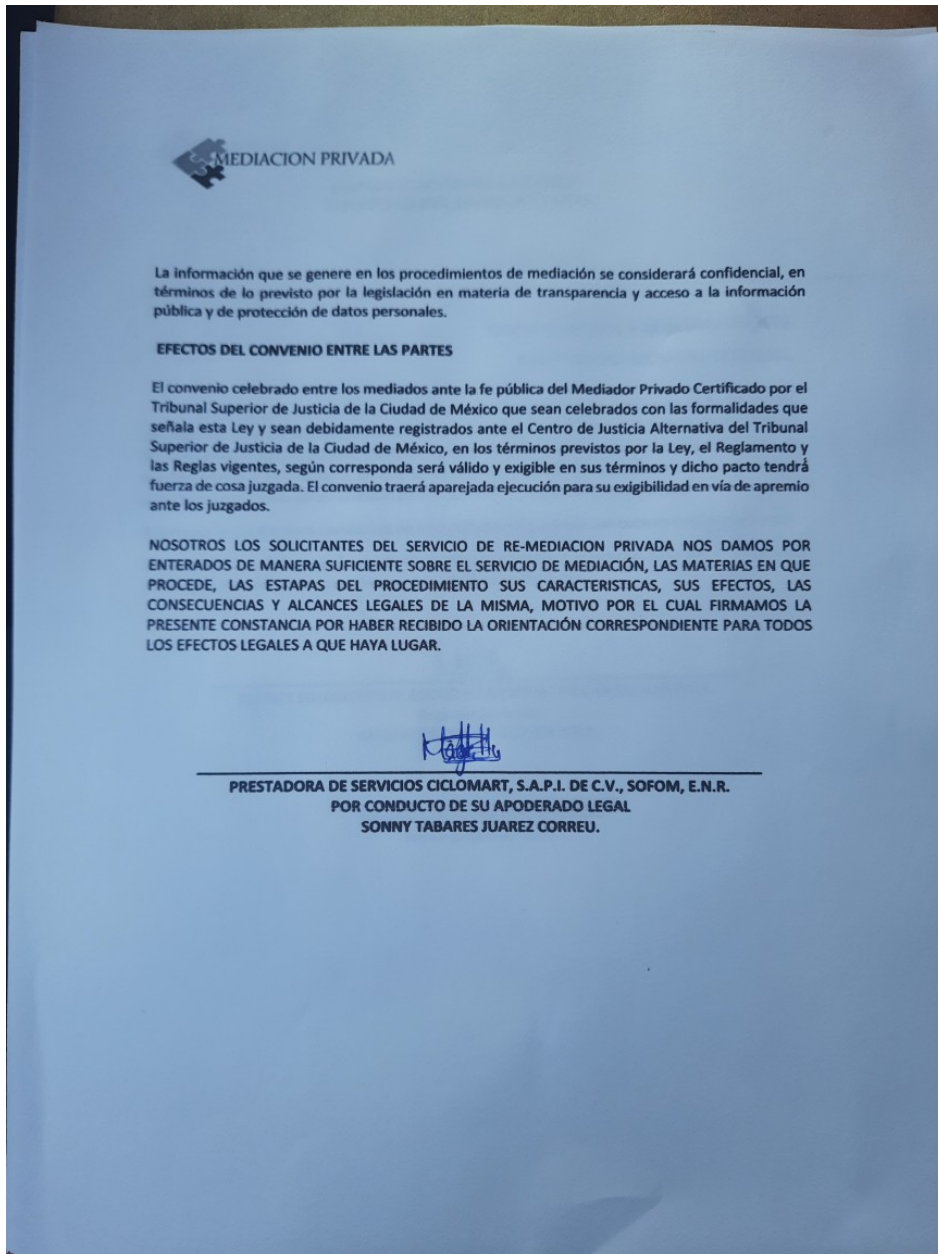 MEDIACION PRIVADA
La información que se genere en los procedimientos de mediación se considerará confidencial, en
términos de lo previsto por la legislación en materia de transparencia y acceso a la información
pública y de protección de datos personales.
EFECTOS DEL CONVENIO ENTRE LAS PARTES
El convenio celebrado entre los mediados ante la fe pública del Mediador Privado Certificado por el
Tribunal Superior de Justicia de la Ciudad de México que sean celebrados con las formalidades que
señala esta Ley y sean debidamente registrados ante el Centro de Justicia Alternativa del Tribunal
Superior de Justicia de la Ciudad de México, en los términos previstos por la Ley, el Reglamento y
las Reglas vigentes, según corresponda será válido y exigible en sus términos y dicho pacto tendrá
fuerza de cosa juzgada. El convenio traerá aparejada ejecución para su exigibilidad en vía de apremio
ante los juzgados.
NOSOTROS LOS SOLICITANTES DEL SERVICIO DE RE-MEDIACION PRIVADA NOS DAMOS POR
ENTERADOS DE MANERA SUFICIENTE SOBRE EL SERVICIO DE MEDIACIÓN, LAS MATERIAS EN QUE
PROCEDE, LAS ESTAPAS DEL PROCEDIMIENTO SUS CARACTERISTICAS, SUS EFECTOS, LAS
CONSECUENCIAS Y ALCANCES LEGALES DE LA MISMA, MOTIVO POR EL CUAL FIRMAMOS LA
PRESENTE CONSTANCIA POR HABER RECIBIDO LA ORIENTACIÓN CORRESPONDIENTE PARA TODOS
LOS EFECTOS LEGALES A QUE HAYA LUGAR.
PRESTADORA DE SERVICIOS CICLOMART, S.A.P.I. DE C.V., SOFOM, E.N.R.
POR CONDUCTO DE SU APODERADO LEGAL
SONNY TABARES JUAREZ CORREU.